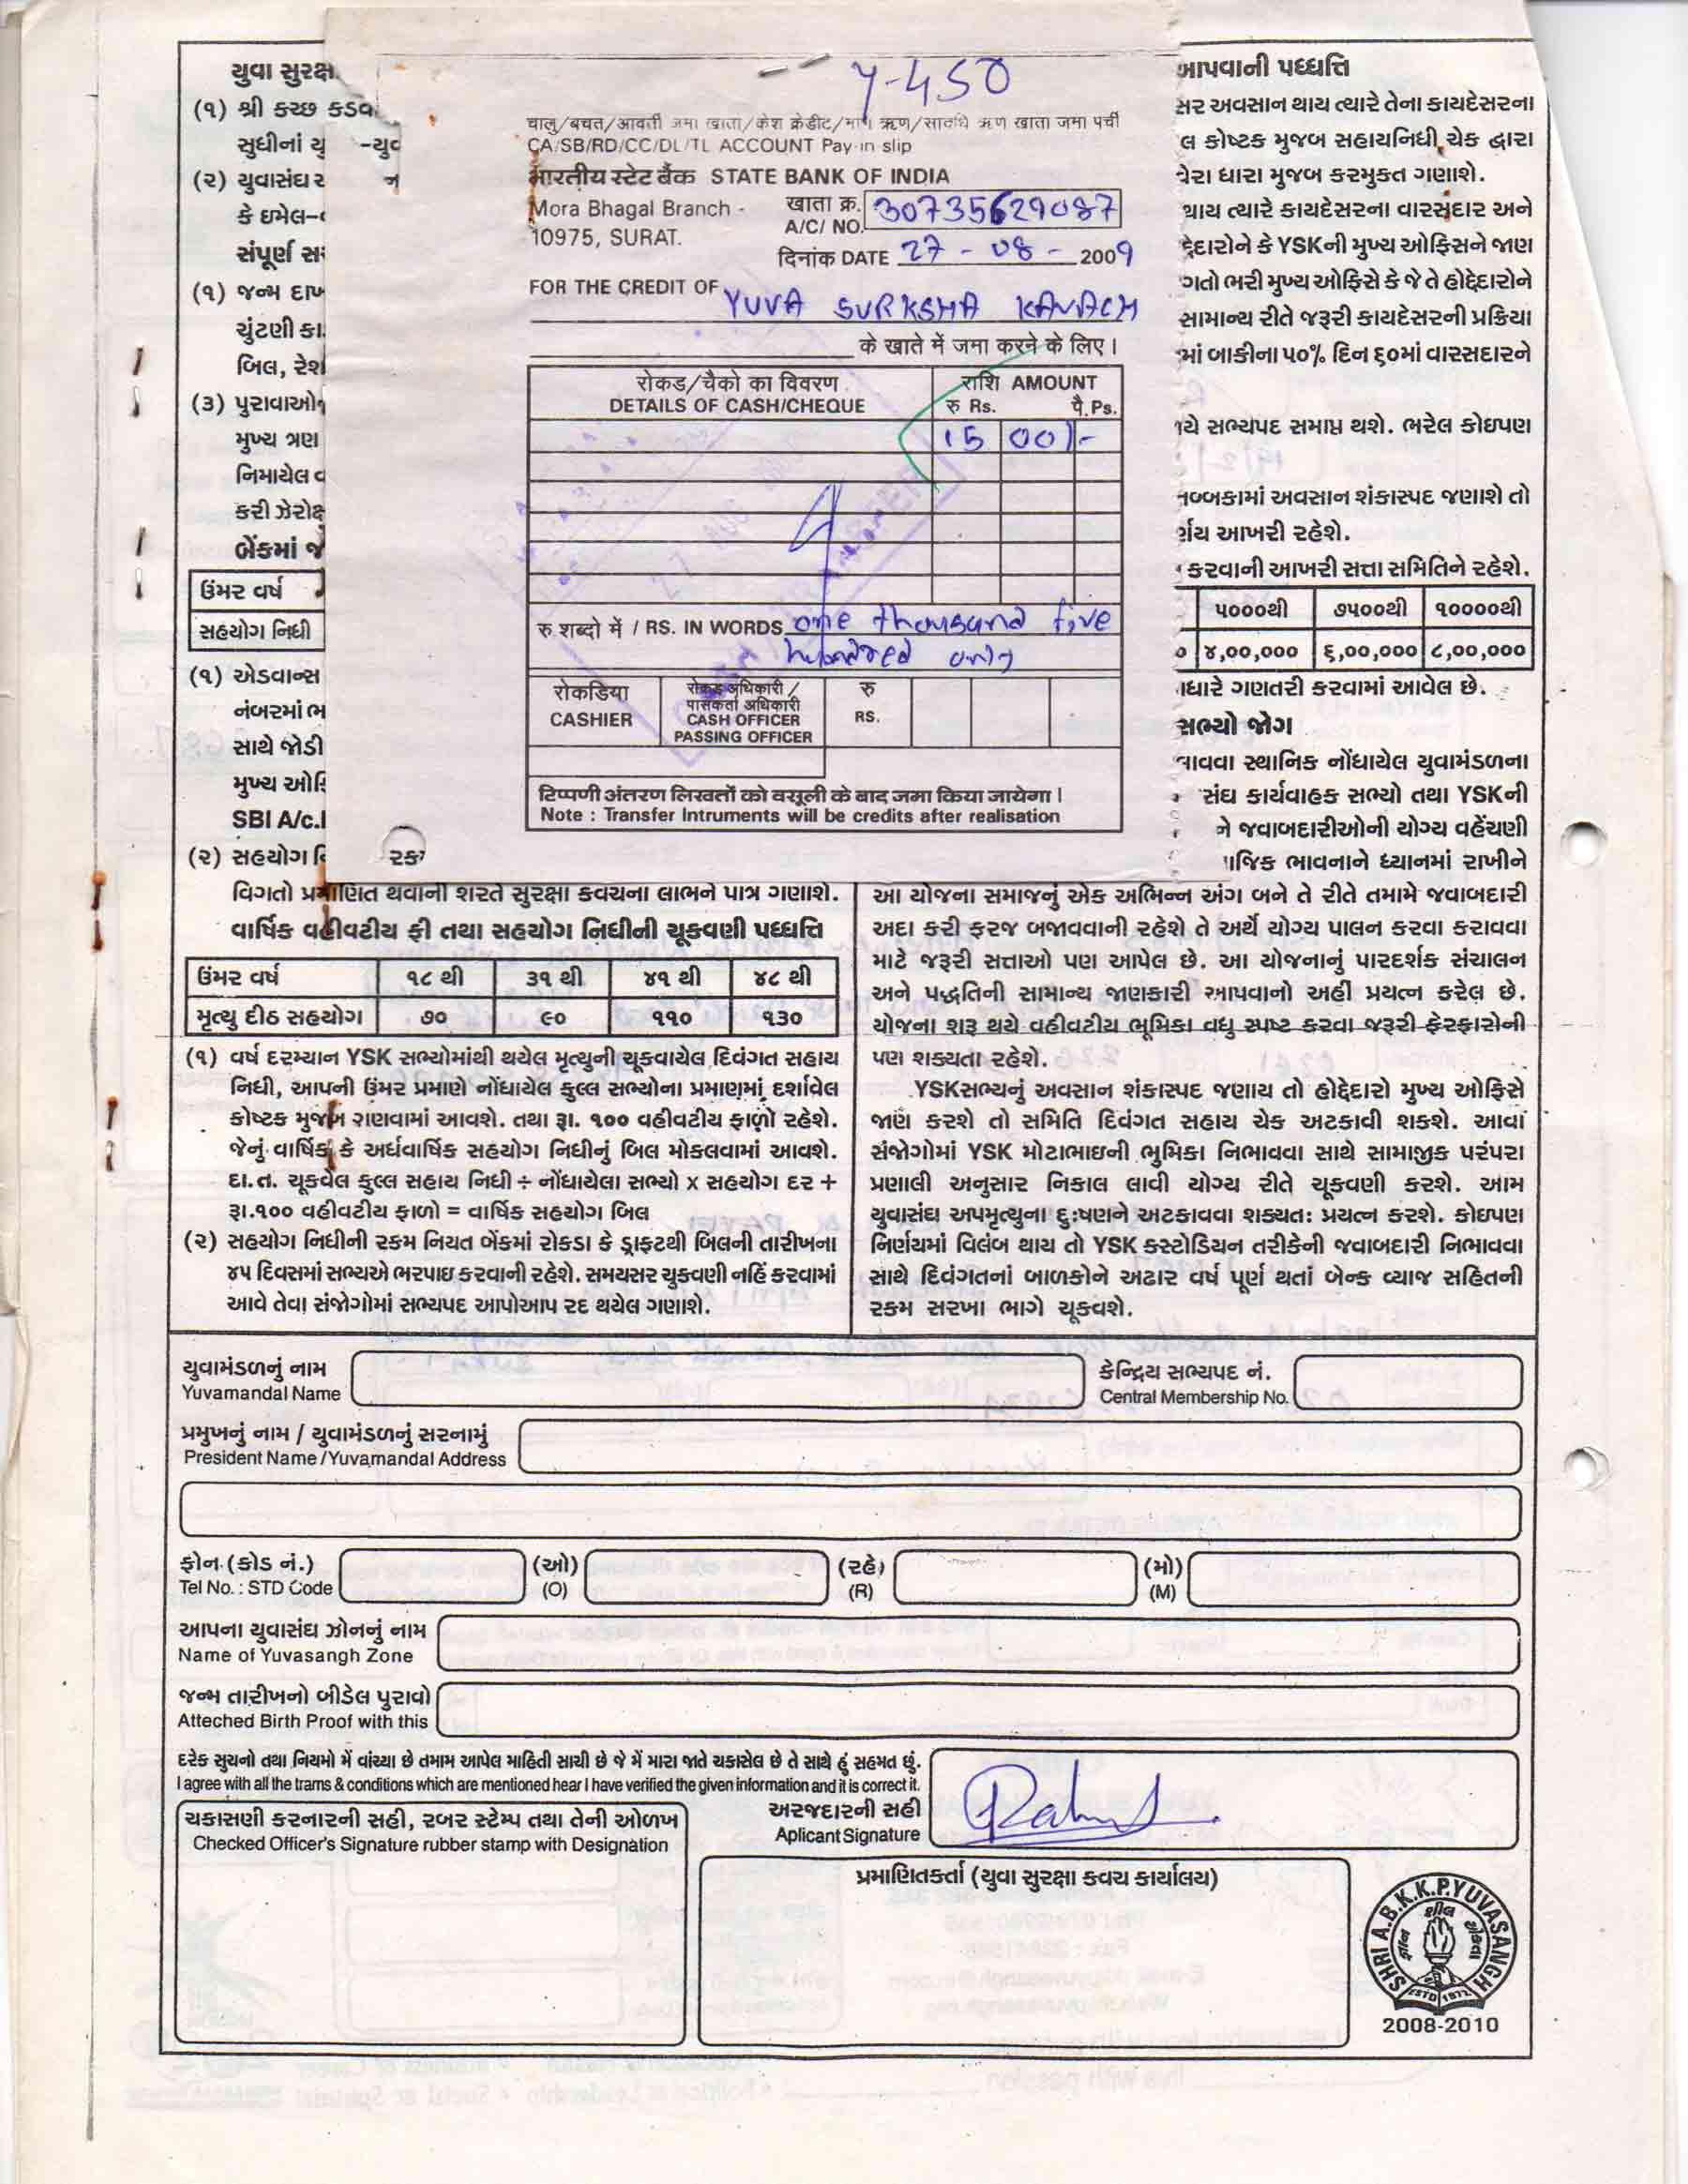 Y-450
चालु/बचत/आवर्ती जमा खाता/केश क्रेडीट/मांग ऋण/सावधि ऋण खाता जमा पर्ची
CA/SB/RD/CC/DL/TL ACCOUNT Pay-in slip
भारतीय स्टेट बैंक STATE BANK OF INDIA
Mora Bhagal Branch -
10975, SURAT.
खाता क्र.
A/C/ NO. 30735629087
दिनांक DATE 27 - 08 - 2009
FOR THE CREDIT OF YUVA SURKSHA KAVACH
के खाते में जमा करने के लिए।
रोकड/चैको का विवरण राशि AMOUNT
DETAILS OF CASH/CHEQUE रु Rs. पै.Ps.
1500/-
रु शब्दो में / RS. IN WORDS one thousand five
hundred only
रोकडिया रोकड अधिकारी / रु
CASHIER पासकर्ता अधिकारी RS.
CASH OFFICER
PASSING OFFICER
टिप्पणी अंतरण लिखतों को वसूली के बाद जमा किया जायेगा।
Note : Transfer Intruments will be credits after realisation
યુવા સુરક્ષ
(૧) શ્રી કચ્છ કડવ
સુધીનાં યુ -યુવ
(૨) યુવાસંઘ ર ન
કે ઇમેલ-
સંપૂર્ણ સ
(૧) જન્મ દાખ
ચુંટણી કા
બિલ, રેશ
(૩) પુરાવાઓ
મુખ્ય ત્રણ
નિમાયેલ વ
કરી ઝેરોક્ષ
બેંકમાં જ
ઉંમર વર્ષ
સહયોગ નિધી
(૧) એડવાન્સ
નંબરમાં ભ
સાથે જોડી
મુખ્ય ઓફિ
SBI A/c.
(૨) સહયોગ નિ રક
વિગતો પ્રમાણિત થવાની શરતે સુરક્ષા કવચના લાભને પાત્ર ગણાશે.
વાર્ષિક વહીવટીય ફી તથા સહયોગ નિધીની ચૂકવણી પધ્ધતિ
ઉંમર વર્ષ ૧૮ થી ૩૧ થી ૪૧ થી ૪૮ થી
મૃત્યુ દીઠ સહયોગ ૭૦ ૯૦ ૧૧૦ ૧૩૦
(૧) વર્ષ દરમ્યાન YSK સભ્યોમાંથી થયેલ મૃત્યુની ચૂકવાયેલ દિવંગત સહાય
નિધી, આપની ઉંમર પ્રમાણે નોંધાયેલ કુલ્લ સભ્યોના પ્રમાણમાં દર્શાવેલ
કોષ્ટક મુજબ ગણવામાં આવશે. તથા રૂા. ૧૦૦ વહીવટીય ફાળો રહેશે.
જેનું વાર્ષિક કે અર્ધવાર્ષિક સહયોગ નિધીનું બિલ મોકલવામાં આવશે.
દા.ત. ચૂકવેલ કુલ્લ સહાય નિધી ÷ નોંધાયેલા સભ્યો x સહયોગ દર +
રૂા.૧૦૦ વહીવટીય ફાળો = વાર્ષિક સહયોગ બિલ
(૨) સહયોગ નિધીની રકમ નિયત બેંકમાં રોકડા કે ડ્રાફટથી બિલની તારીખના
૪૫ દિવસમાં સભ્યએ ભરપાઇ કરવાની રહેશે. સમયસર ચુકવણી નહિં કરવામાં
આવે તેવા સંજોગોમાં સભ્યપદ આપોઆપ રદ થયેલ ગણાશે.
આપવાની પધ્ધતિ
સર અવસાન થાય ત્યારે તેના કાયદેસરના
લ કોષ્ટક મુજબ સહાયનિધી ચેક દ્વારા
વેરા ધારા મુજબ કરમુક્ત ગણાશે.
થાય ત્યારે કાયદેસરના વારસદાર અને
દ્દેદારોને કે YSKની મુખ્ય ઓફિસને જાણ
ગતો ભરી મુખ્ય ઓફિસે કે જે તે હોદ્દેદારોને
સામાન્ય રીતે જરૂરી કાયદેસરની પ્રક્રિયા
માં બાકીના ૫૦% દિન ૬૦માં વારસદારને
યે સભ્યપદ સમાપ્ત થશે. ભરેલ કોઇપણ
તબ્બકામાં અવસાન શંકાસ્પદ જણાશે તો
ર્ણય આખરી રહેશે.
કરવાની આખરી સત્તા સમિતિને રહેશે.
૫૦૦૦થી ૭૫૦૦થી ૧૦૦૦૦થી
૦ ૪,૦૦,૦૦૦ ૬,૦૦,૦૦૦ ૮,૦૦,૦૦૦
ાધારે ગણતરી કરવામાં આવેલ છે.
સભ્યો જોગ
લાવવા સ્થાનિક નોંધાયેલ યુવામંડળના
સંઘ કાર્યવાહક સભ્યો તથા YSKની
ને જવાબદારીઓની યોગ્ય વહેંચણી
ાજિક ભાવનાને ધ્યાનમાં રાખીને
આ યોજના સમાજનું એક અભિન્ન અંગ બને તે રીતે તમામે જવાબદારી
અદા કરી ફરજ બજાવવાની રહેશે તે અર્થે યોગ્ય પાલન કરવા કરાવવા
માટે જરૂરી સત્તાઓ પણ આપેલ છે. આ યોજનાનું પારદર્શક સંચાલન
અને પદ્ધતિની સામાન્ય જાણકારી આપવાનો અહીં પ્રયત્ન કરેલ છે.
યોજના શરૂ થયે વહીવટીય ભૂમિકા વધુ સ્પષ્ટ કરવા જરૂરી ફેરફારોની
પણ શક્યતા રહેશે.
YSKસભ્યનું અવસાન શંકાસ્પદ જણાય તો હોદ્દેદારો મુખ્ય ઓફિસે
જાણ કરશે તો સમિતિ દિવંગત સહાય ચેક અટકાવી શકશે. આવાં
સંજોગોમાં YSK મોટાભાઇની ભુમિકા નિભાવવા સાથે સામાજીક પરંપરા
પ્રણાલી અનુસાર નિકાલ લાવી યોગ્ય રીતે ચૂકવણી કરશે. આમ
યુવાસંઘ અપમૃત્યુના દુઃષણને અટકાવવા શક્યતઃ પ્રયત્ન કરશે. કોઇપણ
નિર્ણયમાં વિલંબ થાય તો YSK કસ્ટોડિયન તરીકેની જવાબદારી નિભાવવા
સાથે દિવંગતનાં બાળકોને અઢાર વર્ષ પૂર્ણ થતાં બેન્ક વ્યાજ સહિતની
રકમ સરખા ભાગે ચૂકવશે.
યુવામંડળનું નામ કેન્દ્રિય સભ્યપદ નં.
Yuvamandal Name Central Membership No.
પ્રમુખનું નામ / યુવામંડળનું સરનામું
President Name/Yuvamandal Address
ફોન (કોડ નં.) (ઓ) (રહે) (મો)
Tel No. : STD Code (O) (R) (M)
આપના યુવાસંઘ ઝોનનું નામ
Name of Yuvasangh Zone
જન્મ તારીખનો બીડેલ પુરાવો
Atteched Birth Proof with this
દરેક સુચનો તથા નિયમો મેં વાંચ્યા છે તમામ આપેલ માહિતી સાચી છે જે મેં મારા જાતે ચકાસેલ છે તે સાથે હું સહમત છું.
I agree with all the trams & conditions which are mentioned hear I have verified the given information and it is correct it.
અરજદારની સહી
Aplicant Signature
ચકાસણી કરનારની સહી, રબર સ્ટેમ્પ તથા તેની ઓળખ
Checked Officer's Signature rubber stamp with Designation
પ્રમાણિતકર્તા (યુવા સુરક્ષા કવચ કાર્યાલય)
SHRI A.B.K.K.P.YUVASANGH
2008-2010